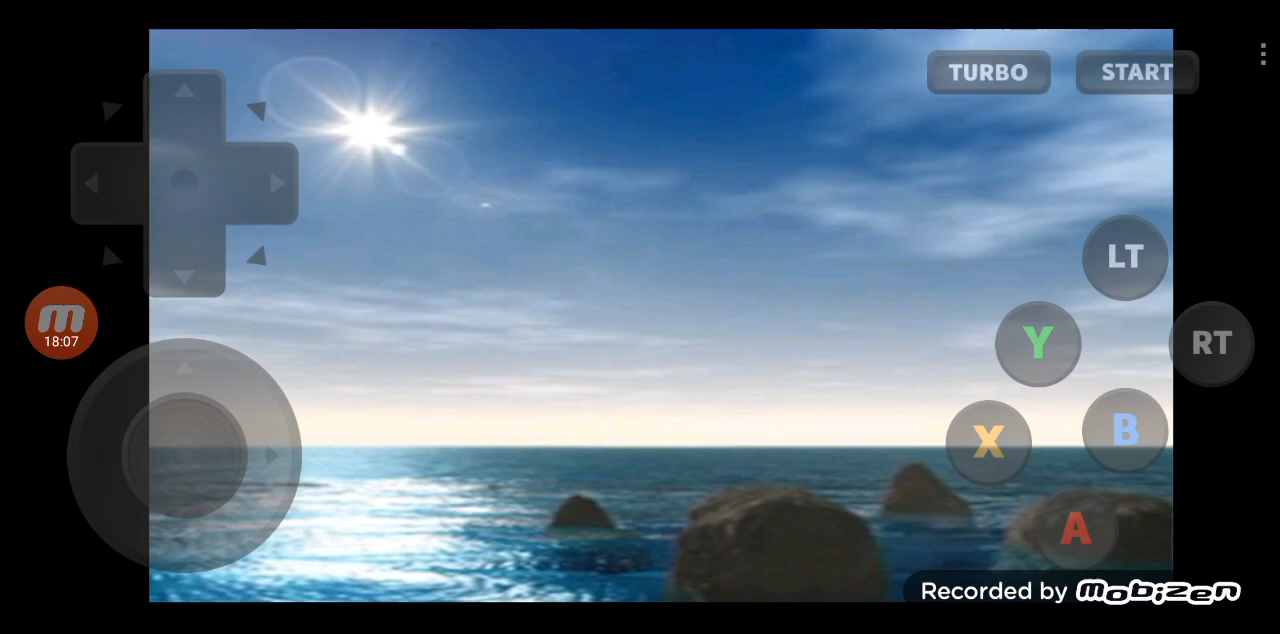 TURBO START
LT
Y RT
M
18:07
X B
A
Recorded by MOBIZEN